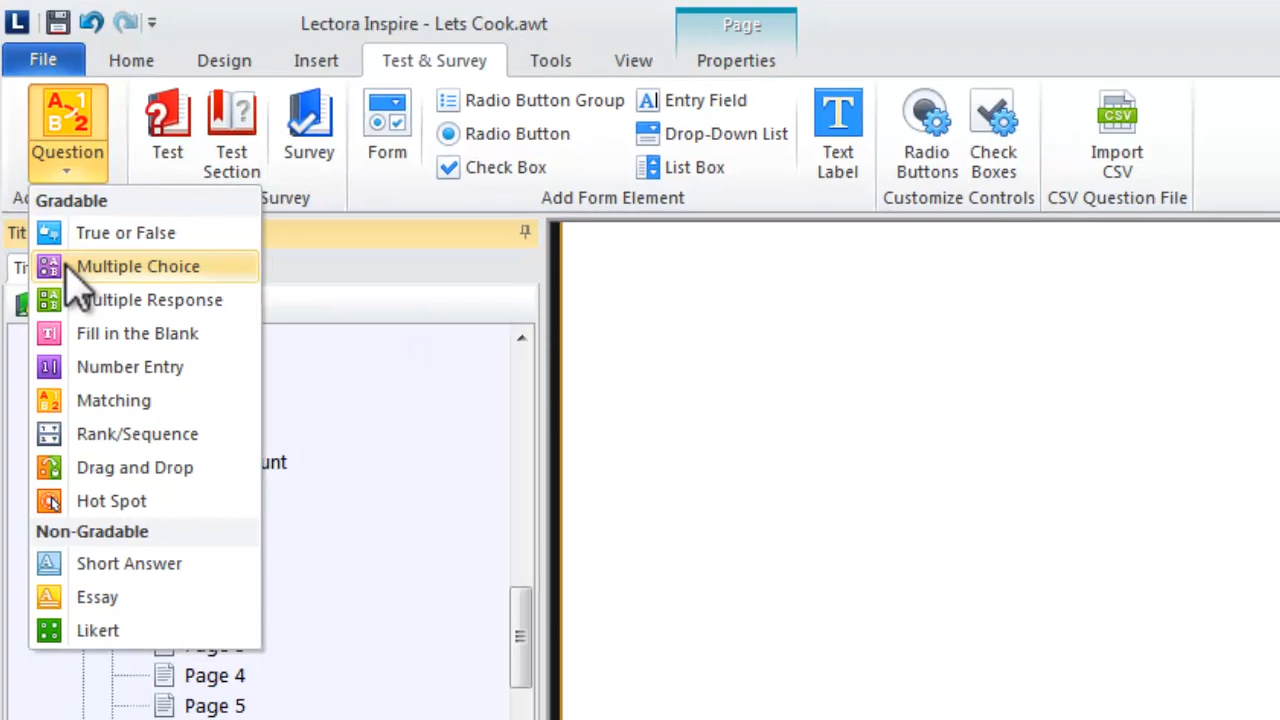 Lectora Inspire - Lets Cook.awt
Page
File Home Design Insert Test & Survey Tools View Properties
Question
Test
Test Section
Survey
Form
Radio Button Group
Radio Button
Check Box
Entry Field
Drop-Down List
List Box
Text Label
Radio Buttons
Check Boxes
Import CSV
Survey
Add Form Element
Customize Controls
CSV Question File
Gradable
True or False
Multiple Choice
Multiple Response
Fill in the Blank
Number Entry
Matching
Rank/Sequence
Drag and Drop
Hot Spot
Non-Gradable
Short Answer
Essay
Likert
Page 4
Page 5